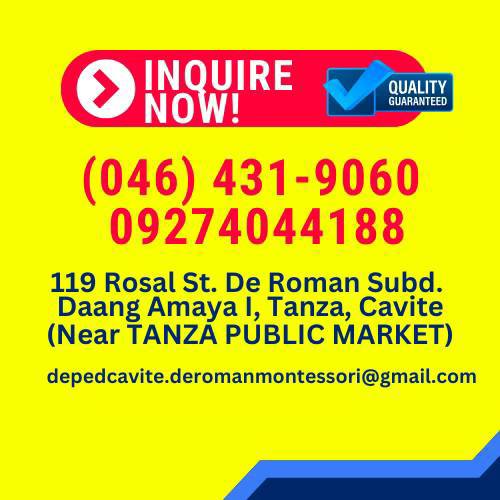 INQUIRE
NOW!
QUALITY
GUARANTEED
(046) 431-9060
09274044188
119 Rosal St. De Roman Subd.
Daang Amaya I, Tanza, Cavite
(Near TANZA PUBLIC MARKET)
depedcavite.deromanmontessori@gmail.com